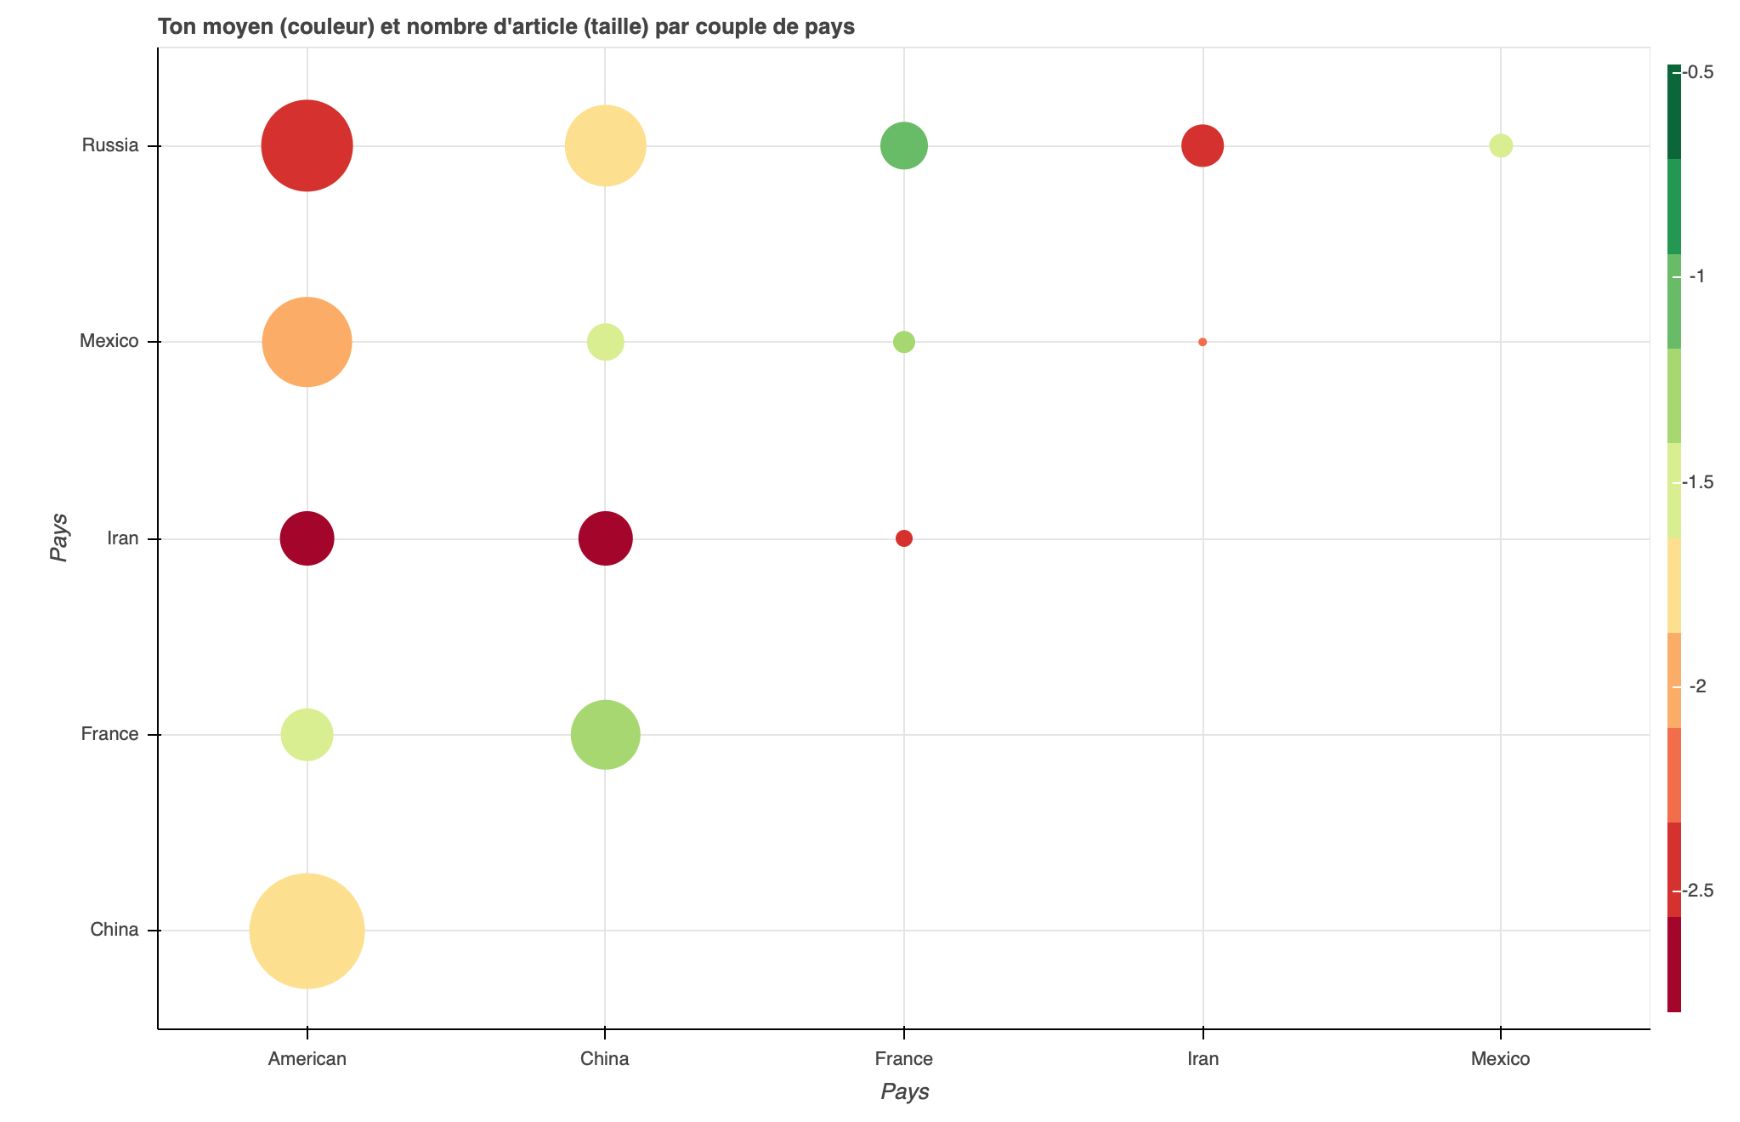 Ton moyen (couleur) et nombre d'article (taille) par couple de pays
Russia
Mexico
Iran
France
China
Pays
American
China
France
Iran
Mexico
Pays
-0.5
-1
-1.5
-2
-2.5